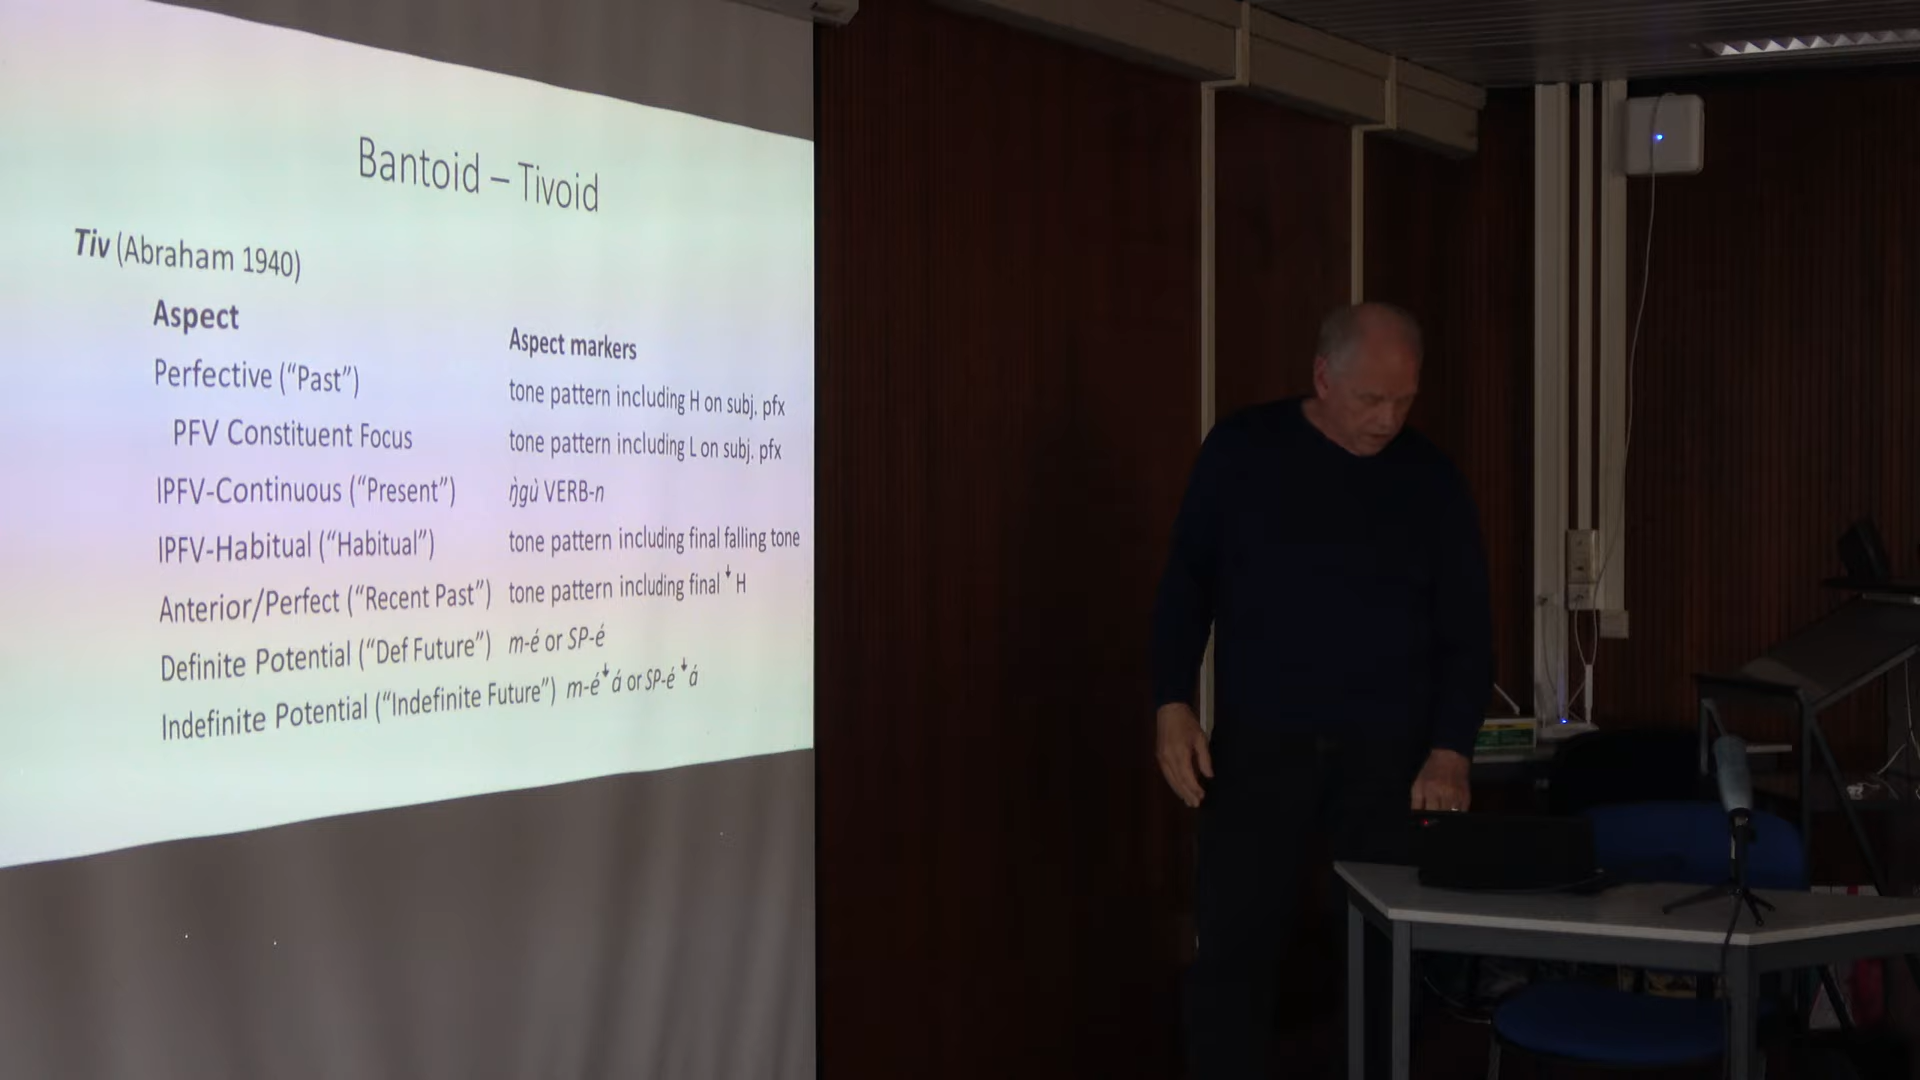 Bantoid – Tivoid
Tiv (Abraham 1940)
Aspect Aspect markers
Perfective (“Past”) tone pattern including H on subj. pfx
PFV Constituent Focus tone pattern including L on subj. pfx
IPFV-Continuous (“Present”) ŋ̀gù VERB-n
IPFV-Habitual (“Habitual”) tone pattern including final falling tone
Anterior/Perfect (“Recent Past”) tone pattern including final ꜜH
Definite Potential (“Def Future”) m-é or SP-é
Indefinite Potential (“Indefinite Future”) m-éꜜá or SP-é ꜜá